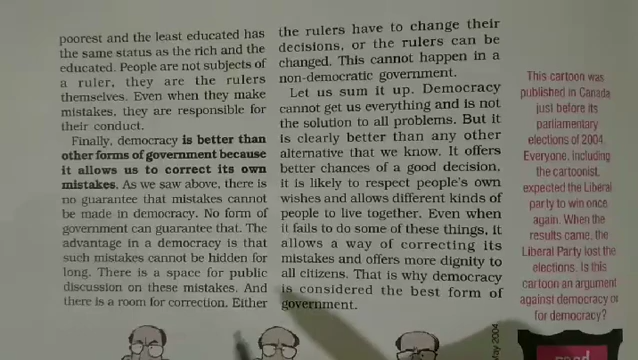 poorest and the least educated has
the same status as the rich and the
educated. People are not subjects of
a ruler, they are the rulers
themselves. Even when they make
mistakes, they are responsible for
their conduct.
Finally, democracy is better than
other forms of government because
it allows us to correct its own
mistakes. As we saw above, there is
no guarantee that mistakes cannot
be made in democracy. No form of
government can guarantee that. The
advantage in a democracy is that
such mistakes cannot be hidden for
long. There is a space for public
discussion on these mistakes. And
there is a room for correction. Either
the rulers have to change their
decisions, or the rulers can be
changed. This cannot happen in a
non-democratic government.
Let us sum it up. Democracy
cannot get us everything and is not
the solution to all problems. But it
is clearly better than any other
alternative that we know. It offers
better chances of a good decision,
it is likely to respect people's own
wishes and allows different kinds of
people to live together. Even when
it fails to do some of these things, it
allows a way of correcting its
mistakes and offers more dignity to
all citizens. That is why democracy
is considered the best form of
government.
This cartoon was
published in Canada
just before its
parliamentary
elections of 2004.
Everyone, including
the cartoonist,
expected the Liberal
party to win once
again. When the
results came, the
Liberal Party lost the
elections. Is this
cartoon an argument
against democracy or
for democracy?
May 2004
read